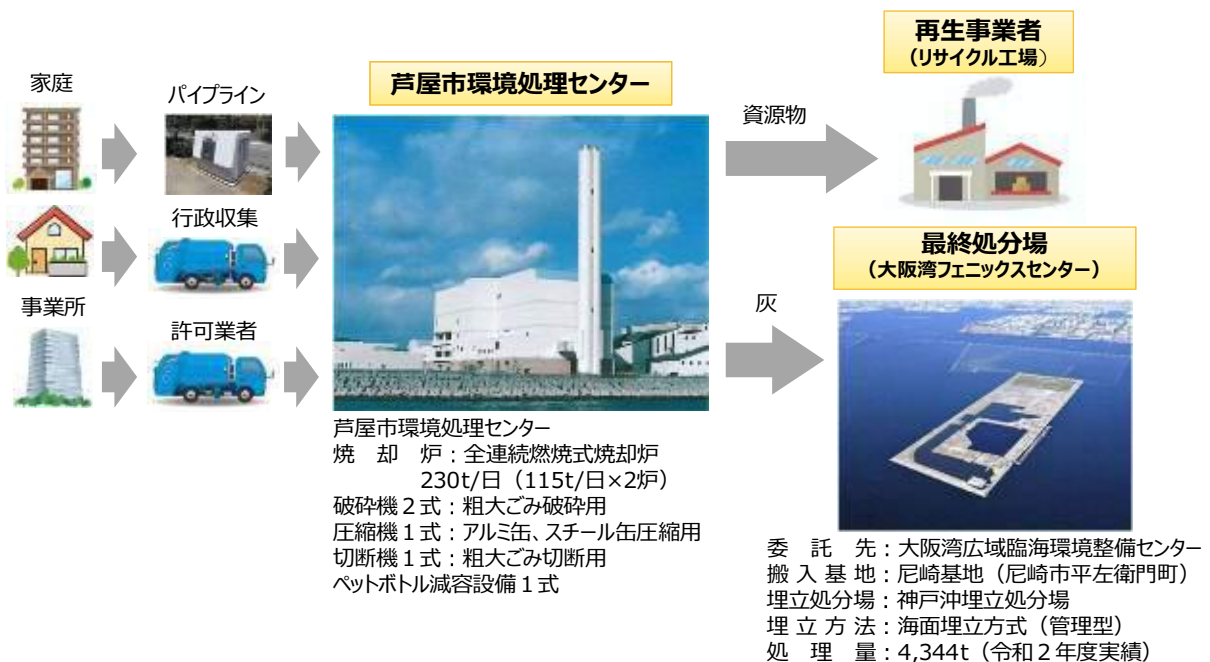 家庭
パイプライン
行政収集
事業所
許可業者
芦屋市環境処理センター
資源物
再生事業者
(リサイクル工場）
灰
最終処分場
（大阪湾フェニックスセンター）
芦屋市環境処理センター
焼　却　炉：全連続燃焼式焼却炉
230t/日（115t/日×2炉）
破砕機２式：粗大ごみ破砕用
圧縮機１式：アルミ缶、スチール缶圧縮用
切断機１式：粗大ごみ切断用
ペットボトル減容設備１式
委　託　先：大阪湾広域臨海環境整備センター
搬入基地：尼崎基地（尼崎市平左衛門町）
埋立処分場：神戸沖埋立処分場
埋立方法：海面埋立方式（管理型）
処　理　量：4,344t（令和２年度実績）